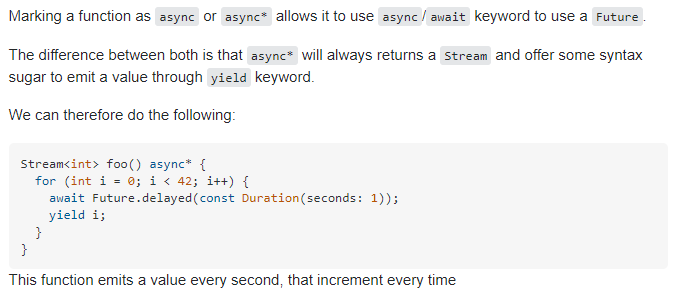 Marking a function as async or async* allows it to use async/await keyword to use a Future.
The difference between both is that async* will always returns a Stream and offer some syntax
sugar to emit a value through yield keyword.
We can therefore do the following:
Stream<int> foo() async* {
  for (int i = 0; i < 42; i++) {
    await Future.delayed(const Duration(seconds: 1));
    yield i;
  }
}
This function emits a value every second, that increment every time